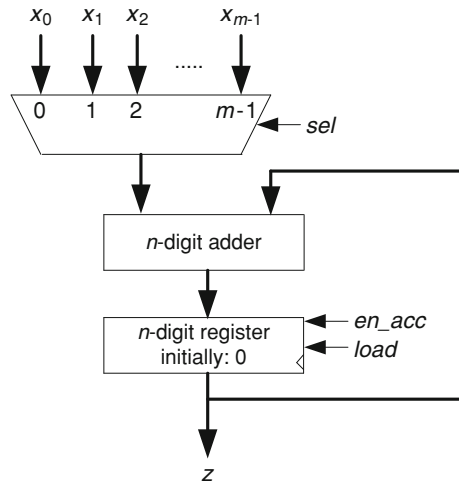 x0 x1 x2 ..... xm-1
0 1 2 m-1
sel
n-digit adder
n-digit register
initially: 0
en_acc
load
z